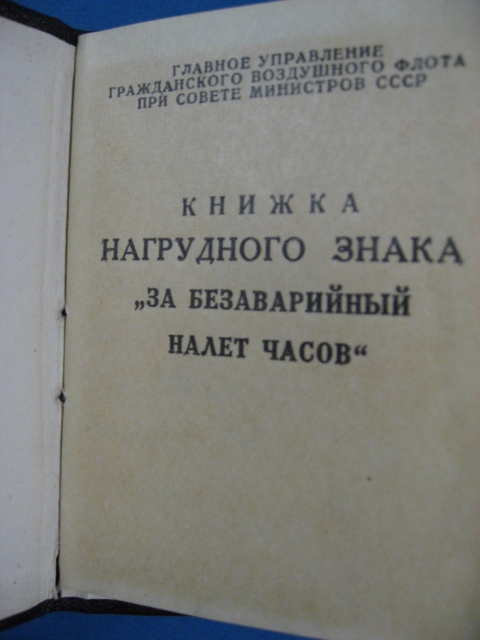 ГЛАВНОЕ УПРАВЛЕНИЕ
ГРАЖДАНСКОГО ВОЗДУШНОГО ФЛОТА
ПРИ СОВЕТЕ МИНИСТРОВ СССР
КНИЖКА
НАГРУДНОГО ЗНАКА
„ЗА БЕЗАВАРИЙНЫЙ
НАЛЕТ ЧАСОВ“